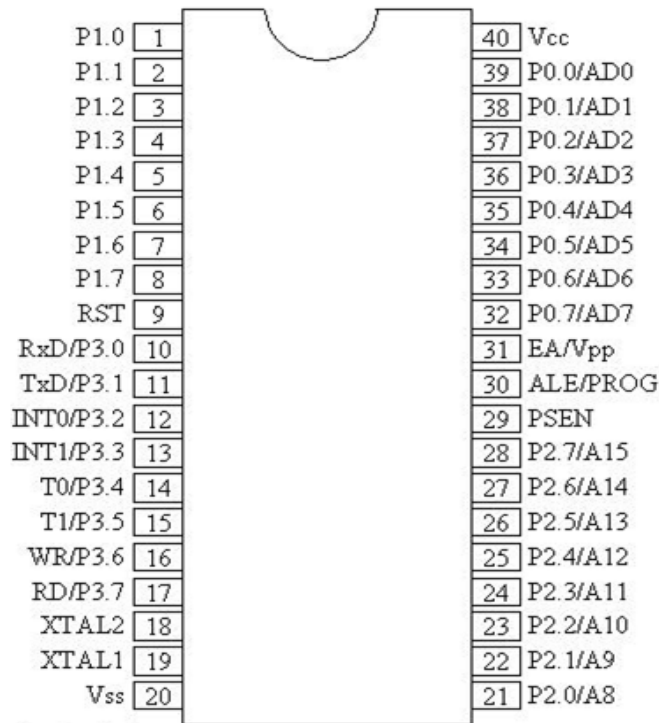 P1.0 1 40 Vcc
P1.1 2 39 P0.0/AD0
P1.2 3 38 P0.1/AD1
P1.3 4 37 P0.2/AD2
P1.4 5 36 P0.3/AD3
P1.5 6 35 P0.4/AD4
P1.6 7 34 P0.5/AD5
P1.7 8 33 P0.6/AD6
RST 9 32 P0.7/AD7
RxD/P3.0 10 31 EA/Vpp
TxD/P3.1 11 30 ALE/PROG
INT0/P3.2 12 29 PSEN
INT1/P3.3 13 28 P2.7/A15
T0/P3.4 14 27 P2.6/A14
T1/P3.5 15 26 P2.5/A13
WR/P3.6 16 25 P2.4/A12
RD/P3.7 17 24 P2.3/A11
XTAL2 18 23 P2.2/A10
XTAL1 19 22 P2.1/A9
Vss 20 21 P2.0/A8